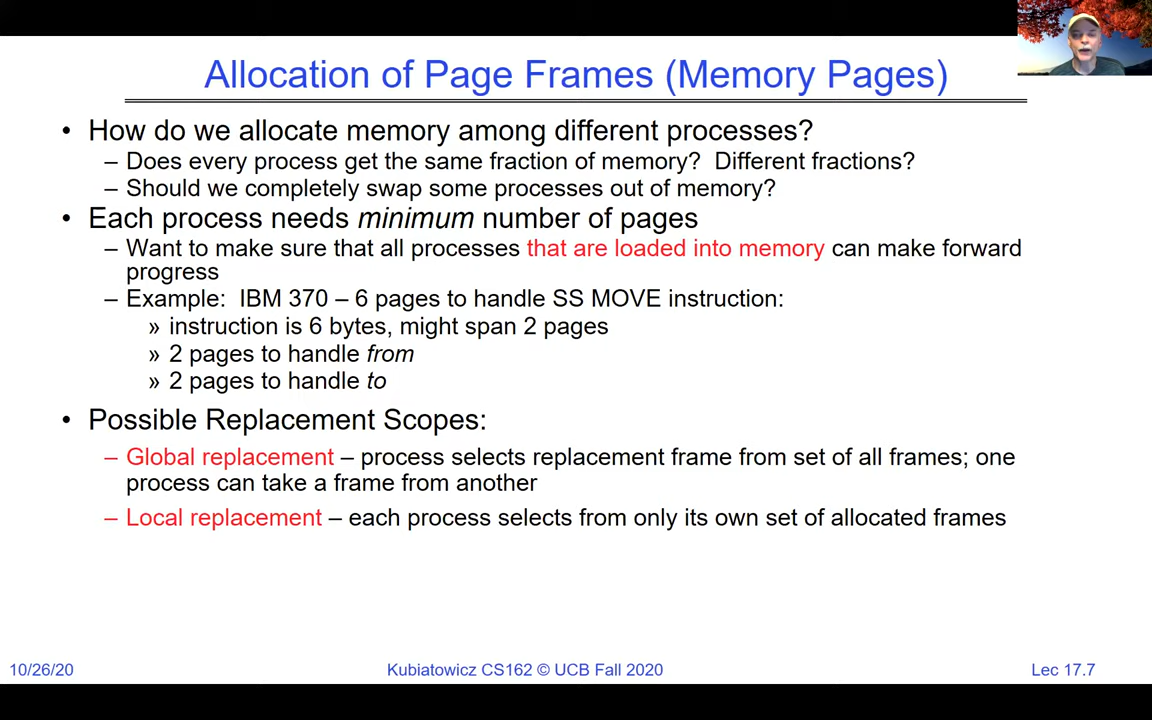 Allocation of Page Frames (Memory Pages)
• How do we allocate memory among different processes?
– Does every process get the same fraction of memory?  Different fractions?
– Should we completely swap some processes out of memory?
• Each process needs minimum number of pages
– Want to make sure that all processes that are loaded into memory can make forward
progress
– Example:  IBM 370 – 6 pages to handle SS MOVE instruction:
» instruction is 6 bytes, might span 2 pages
» 2 pages to handle from
» 2 pages to handle to
• Possible Replacement Scopes:
– Global replacement – process selects replacement frame from set of all frames; one
process can take a frame from another
– Local replacement – each process selects from only its own set of allocated frames
10/26/20
Kubiatowicz CS162 © UCB Fall 2020
Lec 17.7